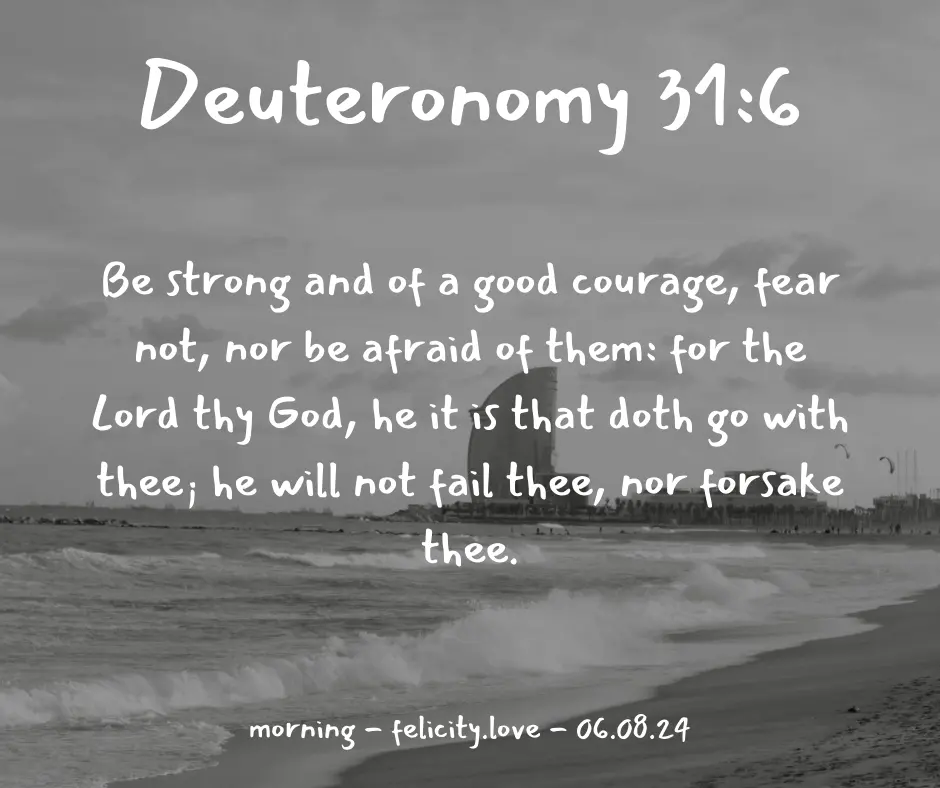 Deuteronomy 31:6
Be strong and of a good courage, fear
not, nor be afraid of them: for the
Lord thy God, he it is that doth go with
thee; he will not fail thee, nor forsake
thee.
morning – felicity.love – 06.08.24